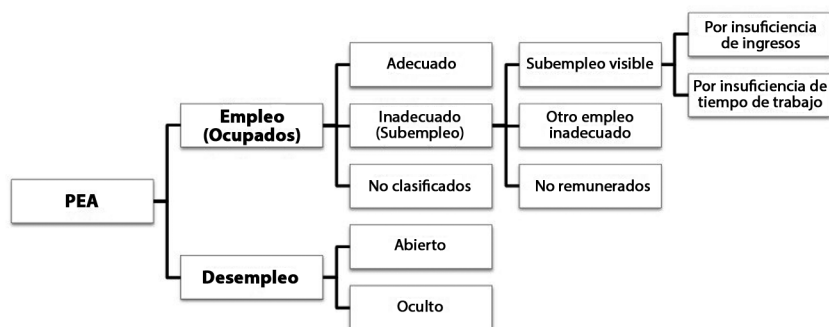 PEA
Empleo
(Ocupados)
Adecuado
Inadecuado
(Subempleo)
Subempleo visible
Por insuficiencia
de ingresos
Por insuficiencia de
tiempo de trabajo
Otro empleo
inadecuado
No remunerados
No clasificados
Desempleo
Abierto
Oculto